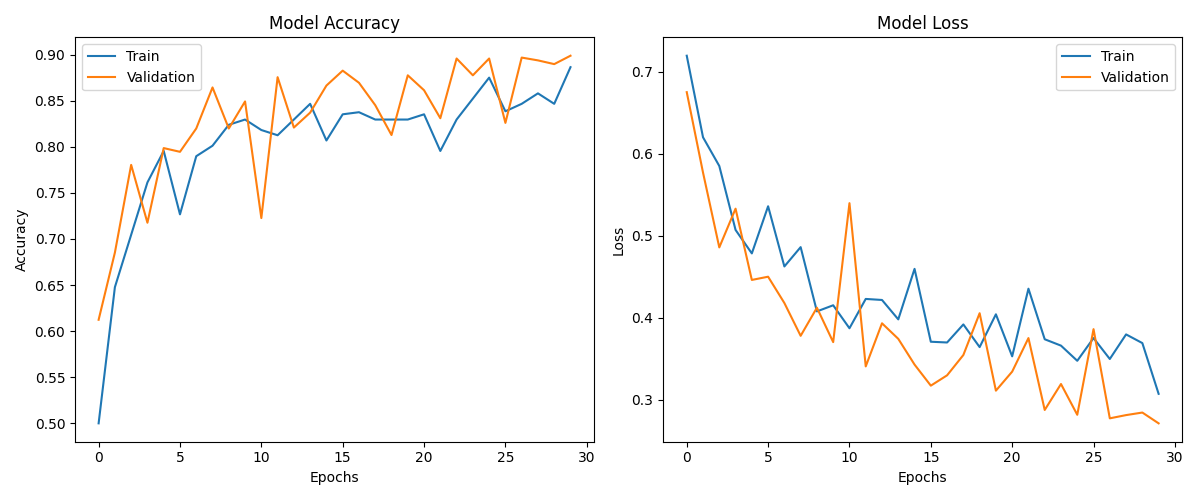 Model Accuracy
Train
Validation
0.90
0.85
0.80
0.75
0.70
0.65
0.60
0.55
0.50
Accuracy
0 5 10 15 20 25 30
Epochs
Model Loss
Train
Validation
0.7
0.6
0.5
0.4
0.3
Loss
0 5 10 15 20 25 30
Epochs